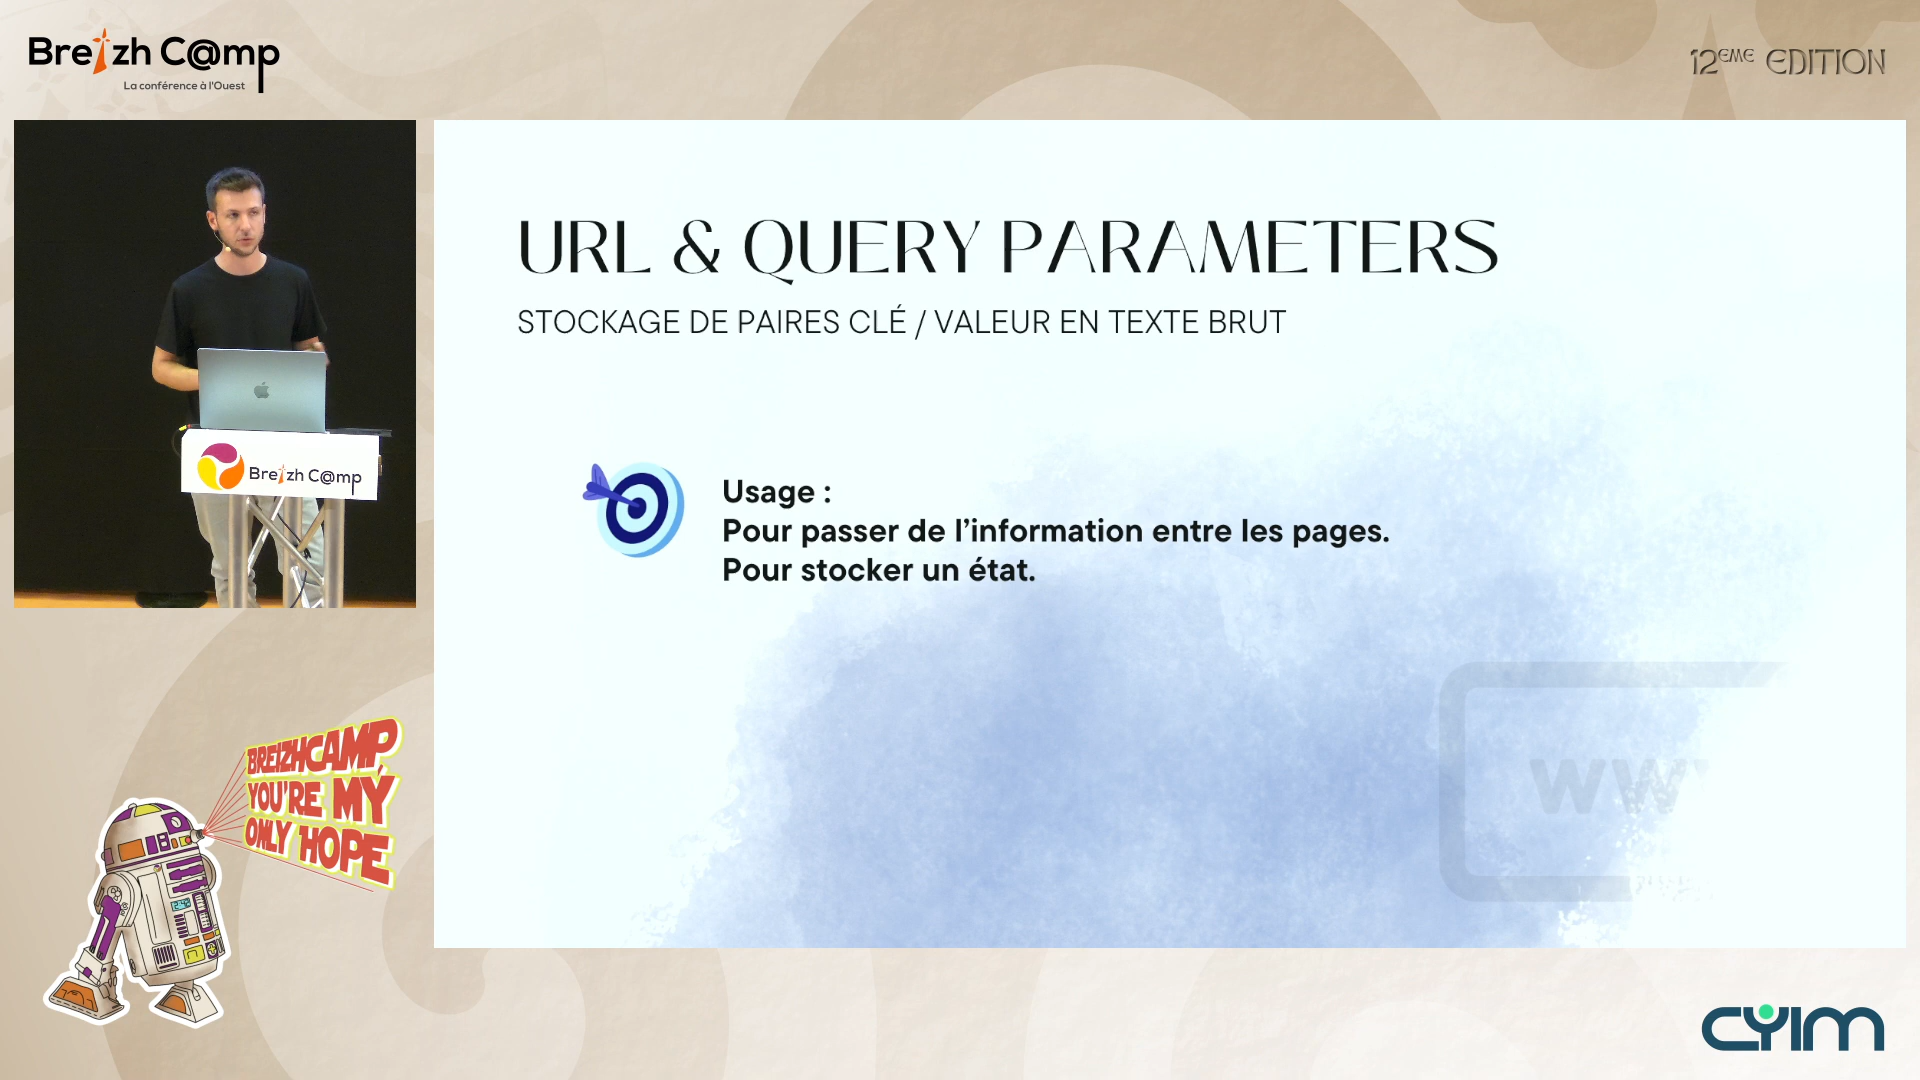 Breizh C@mp
La conférence à l'Ouest
12EME EDITION
URL & QUERY PARAMETERS
STOCKAGE DE PAIRES CLÉ / VALEUR EN TEXTE BRUT
Usage :
Pour passer de l’information entre les pages.
Pour stocker un état.
Breizh C@mp
BREIZHCAMP,
YOU'RE MY
ONLY HOPE
WW
CYIM